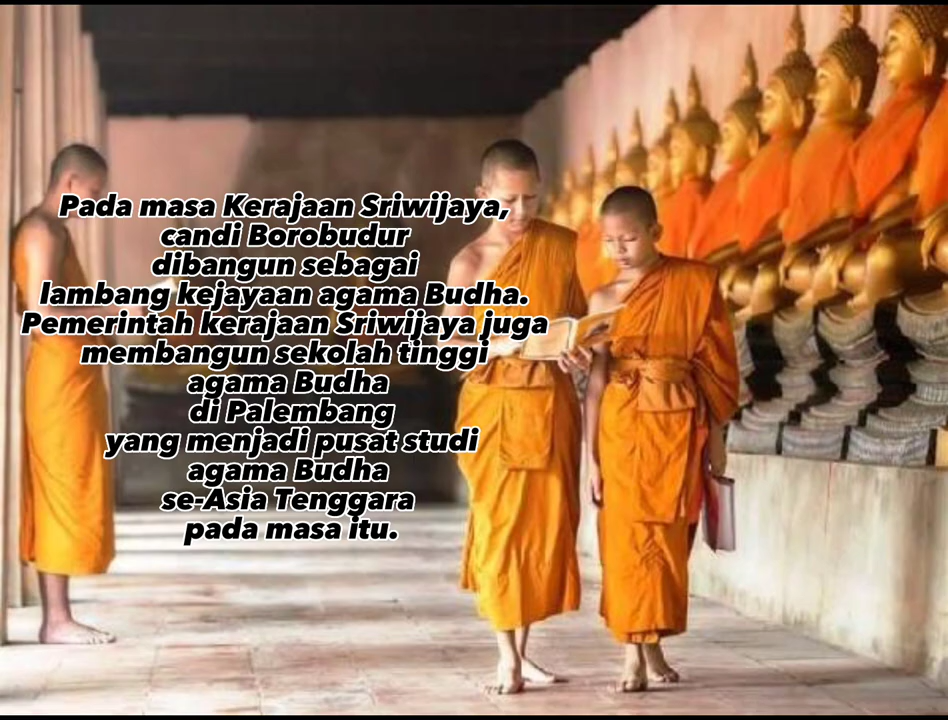 Pada masa Kerajaan Sriwijaya,
candi Borobudur
dibangun sebagai
lambang kejayaan agama Budha.
Pemerintah kerajaan Sriwijaya juga
membangun sekolah tinggi
agama Budha
di Palembang
yang menjadi pusat studi
agama Budha
se-Asia Tenggara
pada masa itu.